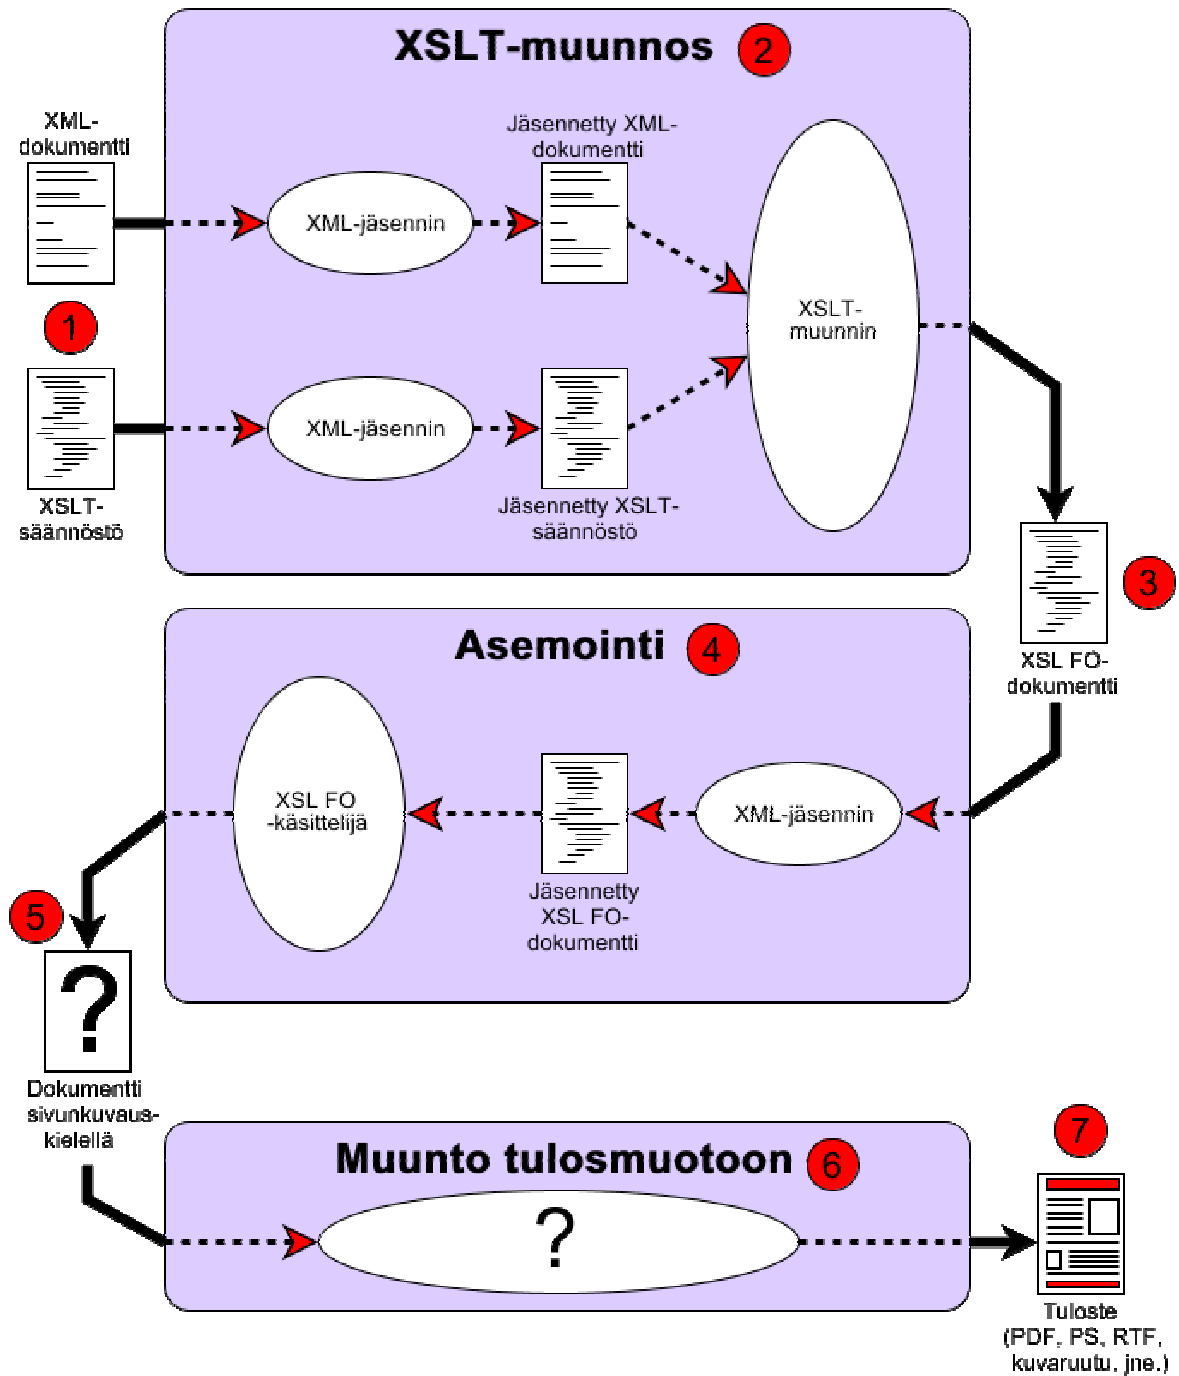 XSLT-muunnos 2
XML-
dokumentti
Jäsennetty XML-
dokumentti
XML-jäsennin
1
XSLT-
muunnin
XML-jäsennin
XSLT-
säännöstö
Jäsennetty XSLT-
säännöstö
3
XSL FO-
dokumentti
Asemointi 4
XSL FO
-käsittelijä
XML-jäsennin
Jäsennetty
XSL FO-
dokumentti
5
?
Dokumentti
sivunkuvaus-
kielellä
Muunto tulosmuotoon 6
?
7
Tuloste
(PDF, PS, RTF,
kuvaruutu, jne.)